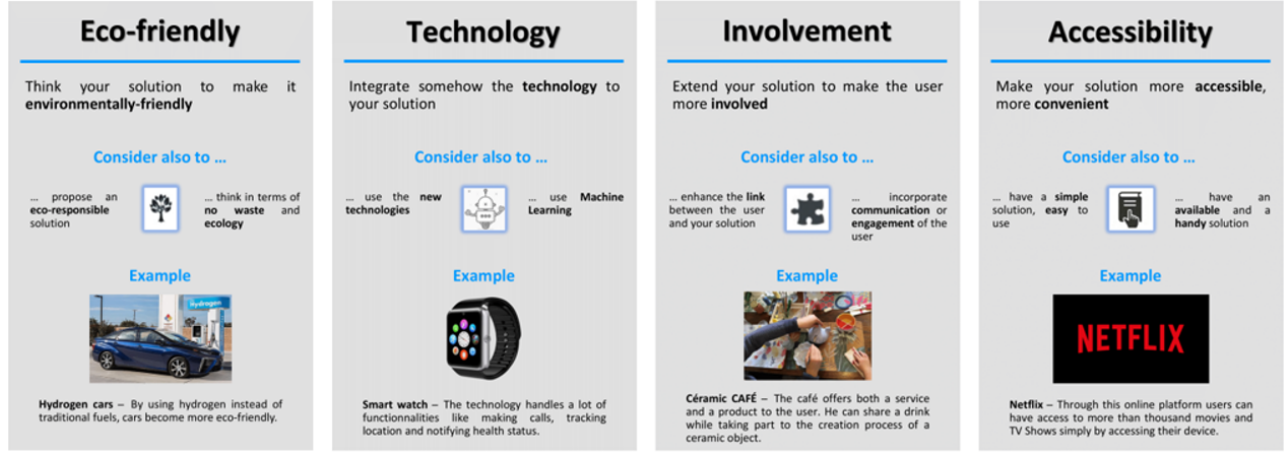 Eco-friendly
Think your solution to make it
environmentally-friendly
Consider also to ...
... propose an
eco-responsible
solution
... think in terms of
no waste and
ecology
Example
hydrogen
Hydrogen cars – By using hydrogen instead of
traditional fuels, cars become more eco-friendly.
Technology
Integrate somehow the technology to
your solution
Consider also to ...
... use the new
technologies
... use Machine
Learning
Example
Smart watch – The technology handles a lot of
functionnalities like making calls, tracking
location and notifying health status.
Involvement
Extend your solution to make the user
more involved
Consider also to ...
... enhance the link
between the user
and your solution
... incorporate
communication or
engagement of the
user
Example
Céramic CAFÉ – The café offers both a service
and a product to the user. He can share a drink
while taking part to the creation process of a
ceramic object.
Accessibility
Make your solution more accessible,
more convenient
Consider also to ...
... have a simple
solution, easy to
use
... have an
available and a
handy solution
Example
NETFLIX
Netflix – Through this online platform users can
have access to more than thousand movies and
TV Shows simply by accessing their device.